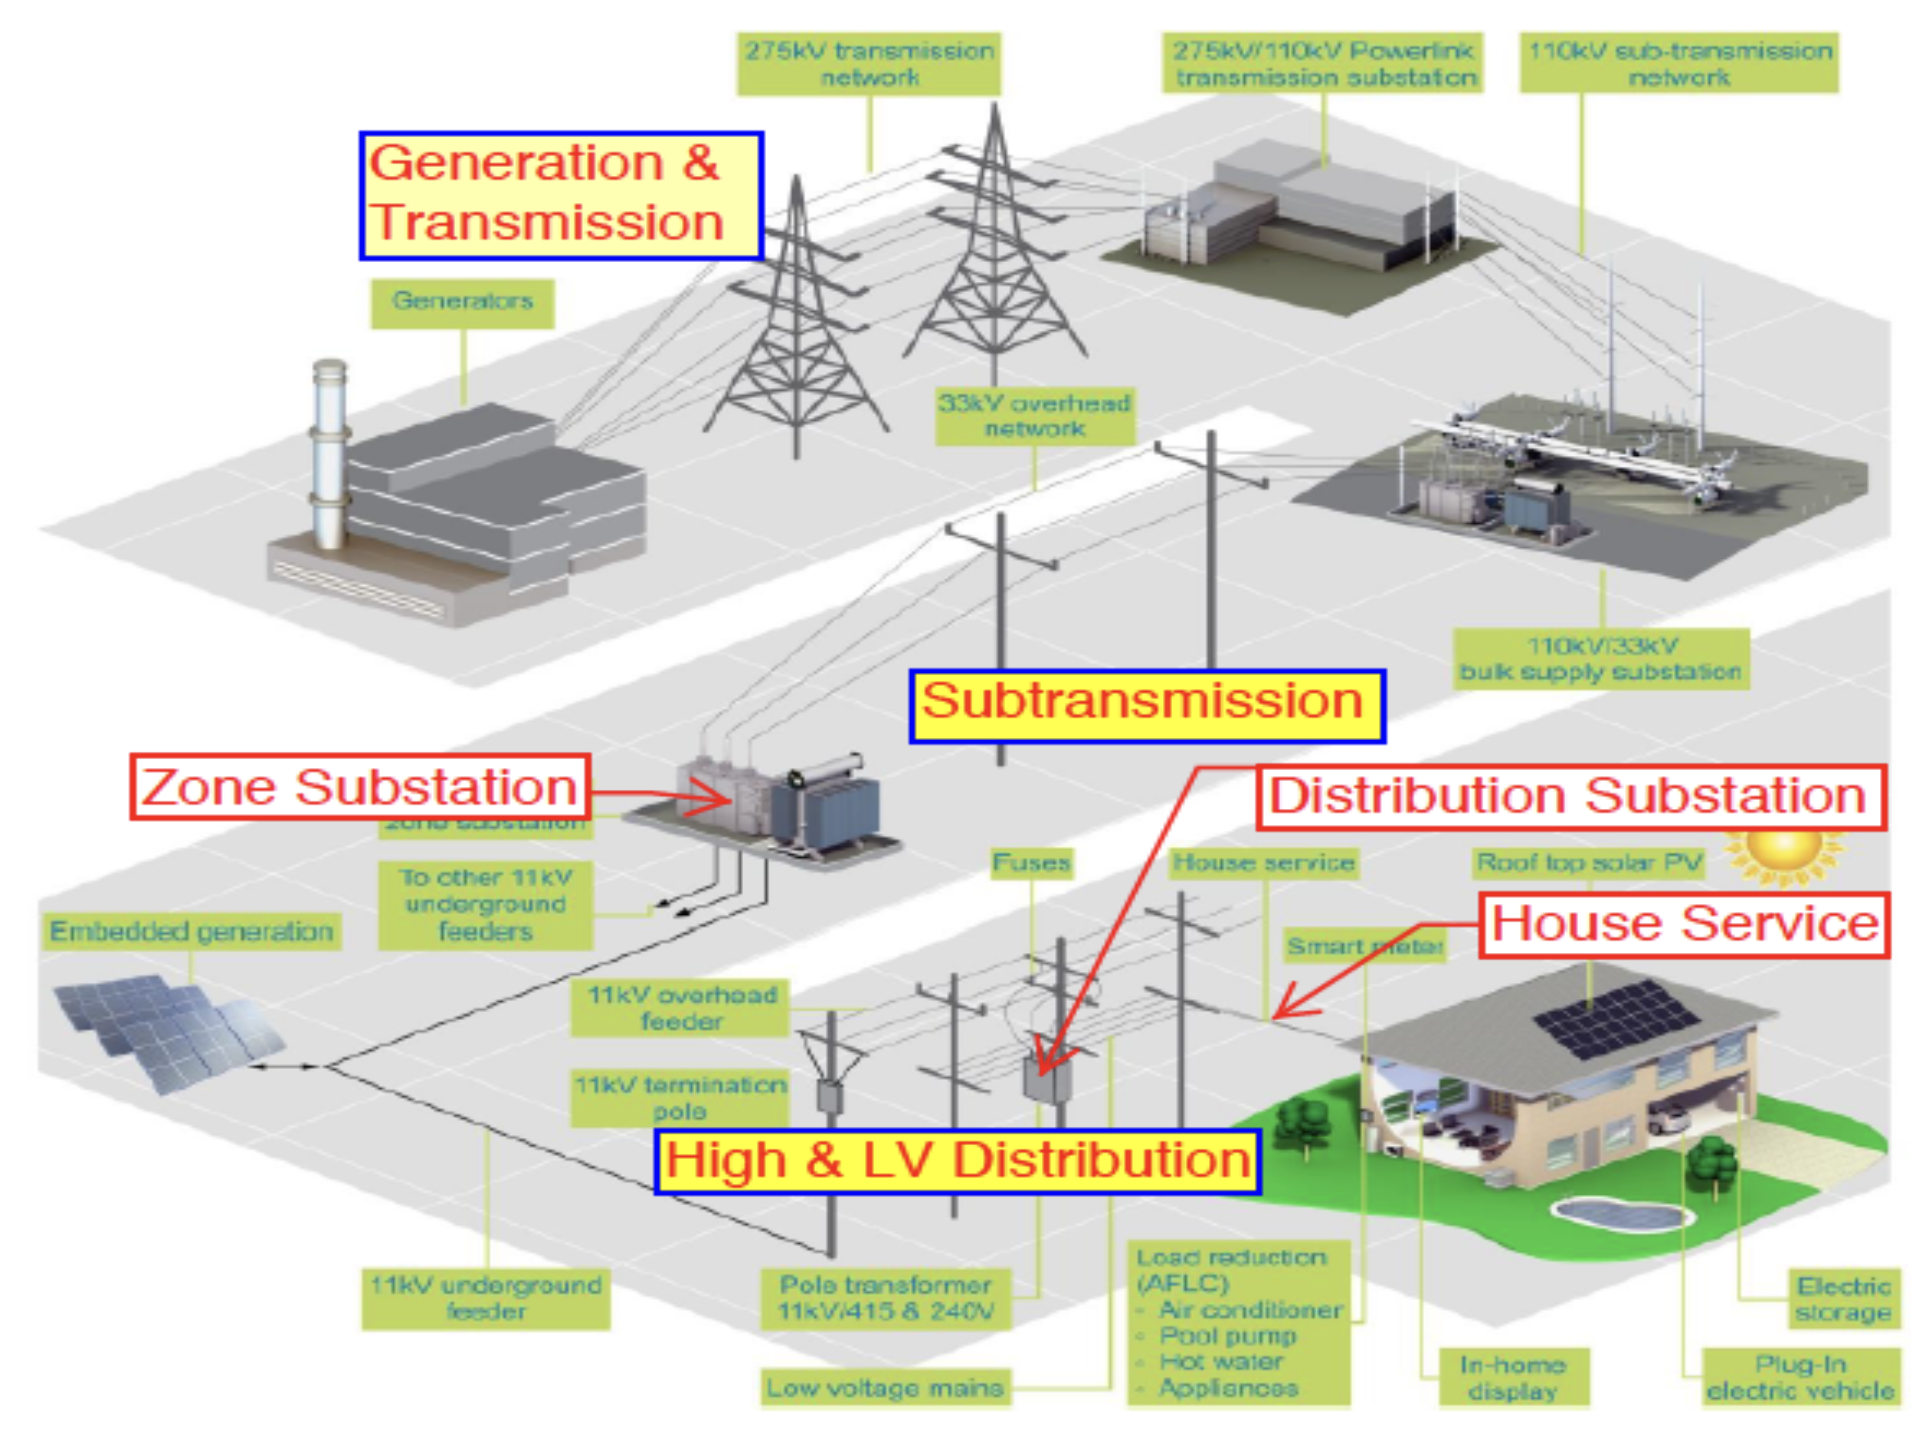 275kV transmission
network
275kV/110kV Powerlink
transmission substation
110kV sub-transmission
network
Generation &
Transmission
Generators
33kV overhead
network
110kV/33kV
bulk supply substation
Subtransmission
Zone Substation
zone substation
Distribution Substation
To other 11kV
underground
feeders
Fuses
House service
Roof top solar PV
Embedded generation
Smart meter
House Service
11kV overhead
feeder
11kV termination
pole
High & LV Distribution
11kV underground
feeder
Pole transformer
11kV/415 & 240V
Low voltage mains
Load reduction
(AFLC)
- Air conditioner
- Pool pump
- Hot water
- Appliances
In-home
display
Electric
storage
Plug-In
electric vehicle